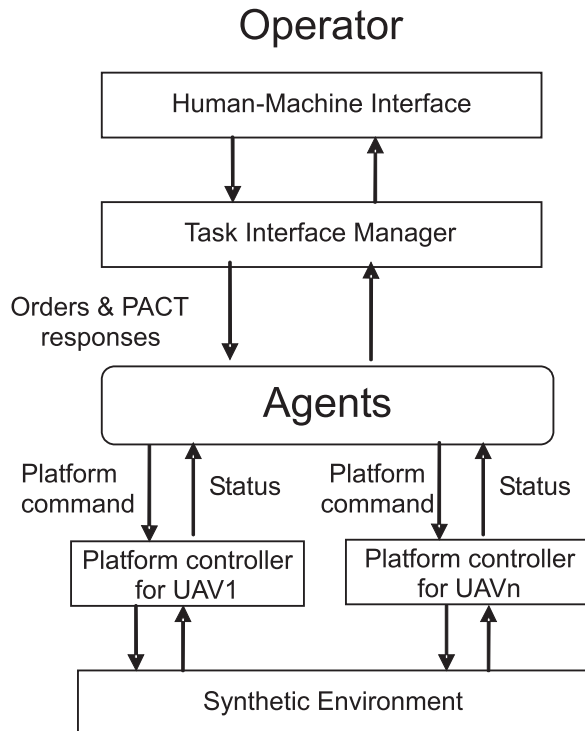 Operator
Human-Machine Interface
Task Interface Manager
Orders & PACT
responses
Agents
Platform
command
Status
Platform
command
Status
Platform controller
for UAV1
Platform controller
for UAVn
Synthetic Environment